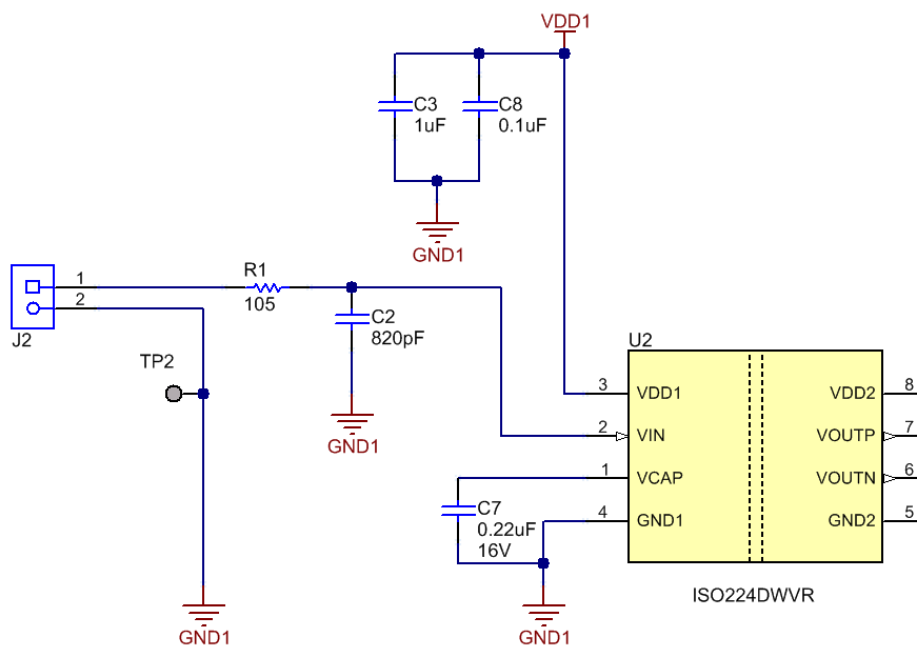 VDD1
C3
1uF
C8
0.1uF
GND1
1
2
J2
R1
105
C2
820pF
GND1
TP2
GND1
U2
3
VDD1
VDD2
8
2
VIN
VOUTP
7
1
VCAP
VOUTN
6
4
GND1
GND2
5
C7
0.22uF
16V
GND1
ISO224DWVR